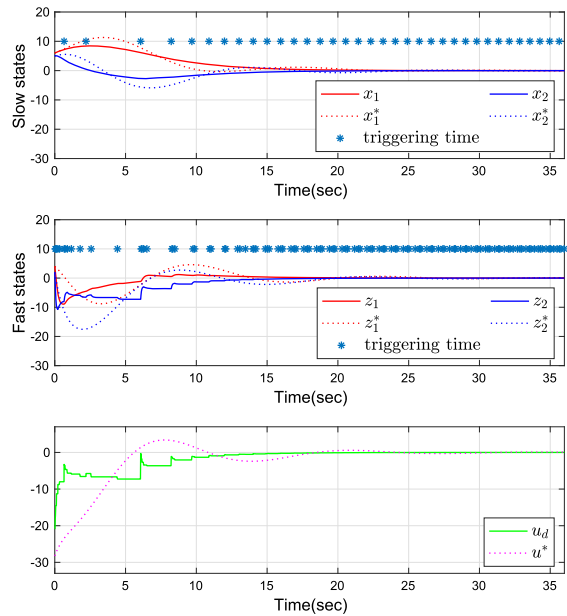 20
10
0
-10
-20
-30
Slow states
x₁ x₂
x₁* x₂*
triggering time
0 5 10 15 20 25 30 35
Time(sec)
20
10
0
-10
-20
-30
Fast states
z₁ z₂
z₁* z₂*
triggering time
0 5 10 15 20 25 30 35
Time(sec)
0
-10
-20
-30
u_d
u*
0 5 10 15 20 25 30 35
Time(sec)